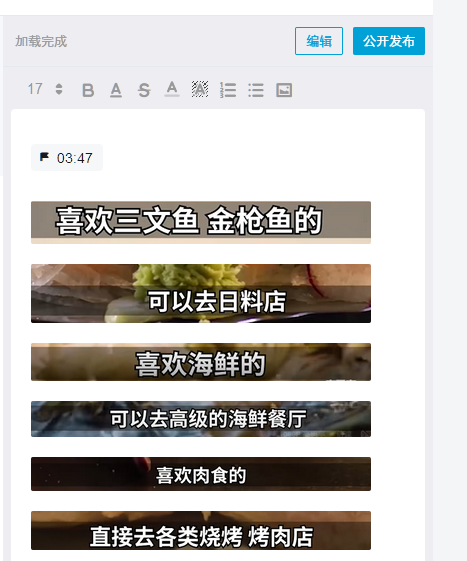 加载完成 编辑 公开发布
17 B A S A A
03:47
喜欢三文鱼 金枪鱼的
可以去日料店
喜欢海鲜的
可以去高级的海鲜餐厅
喜欢肉食的
直接去各类烧烤 烤肉店